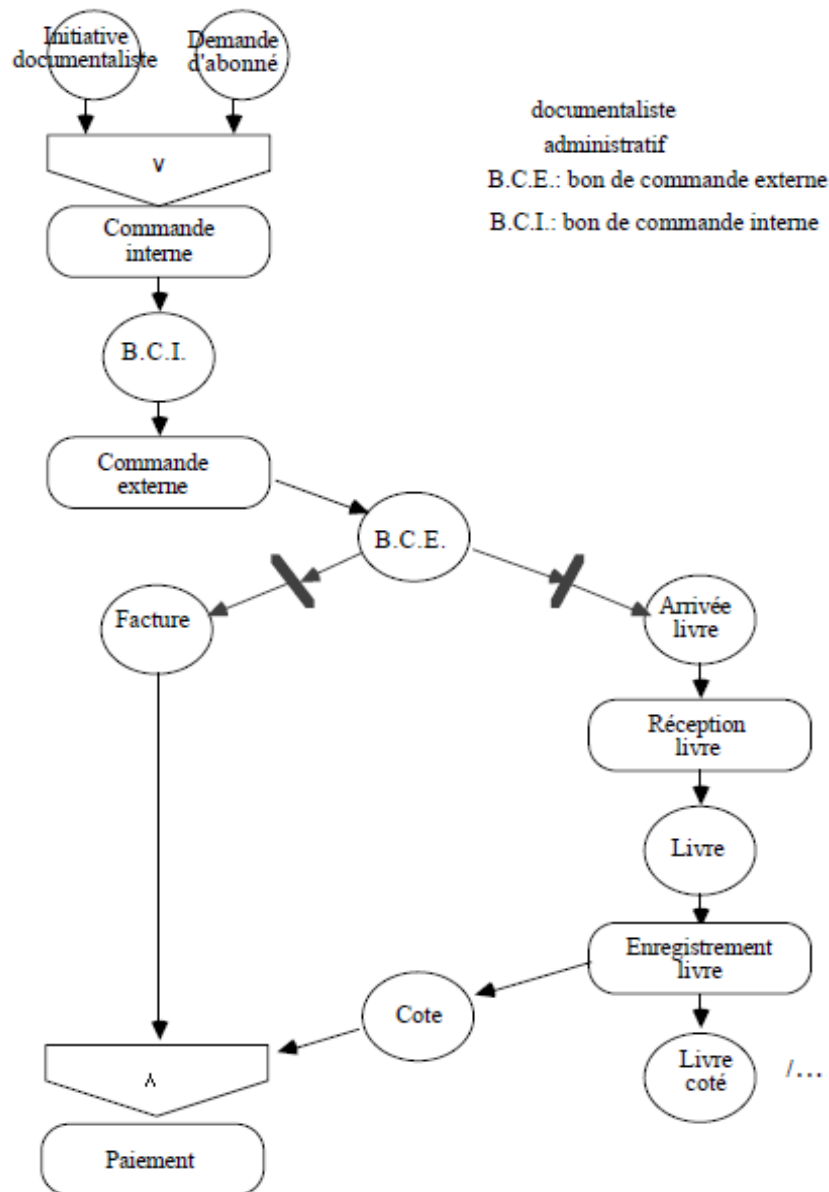 Initiative
documentaliste
Demande
d'abonné
documentaliste
administratif
B.C.E.: bon de commande externe
B.C.I.: bon de commande interne
∨
Commande
interne
B.C.I.
Commande
externe
B.C.E.
Facture
Arrivée
livre
Réception
livre
Livre
Enregistrement
livre
Cote
Livre
coté
/...
∧
Paiement